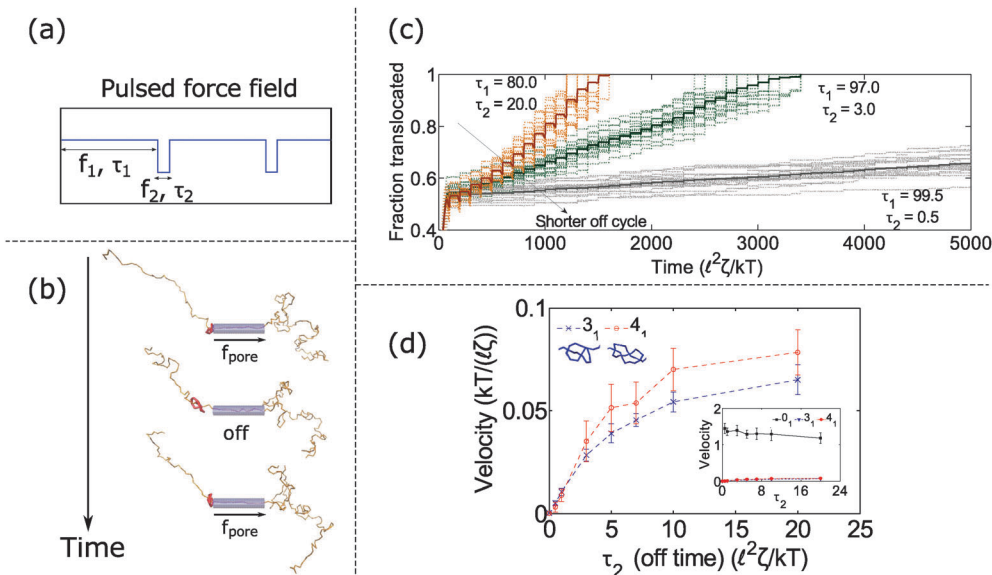 (a)
Pulsed force field
f₁, τ₁
f₂, τ₂
(b)
f_pore
off
f_pore
Time
(c)
Fraction translocated
1
0.8
0.6
0.4
τ₁ = 80.0
τ₂ = 20.0
τ₁ = 97.0
τ₂ = 3.0
τ₁ = 99.5
τ₂ = 0.5
Shorter off cycle
0 1000 2000 3000 4000 5000
Time (ℓ²ζ/kT)
(d)
Velocity (kT/(ℓζ))
0.1
0.05
0
3₁ 4₁
0 5 10 15 20 25
τ₂ (off time) (ℓ²ζ/kT)
Velocity
2
1
0
0₁ 3₁ 4₁
0 8 16 24
τ₂